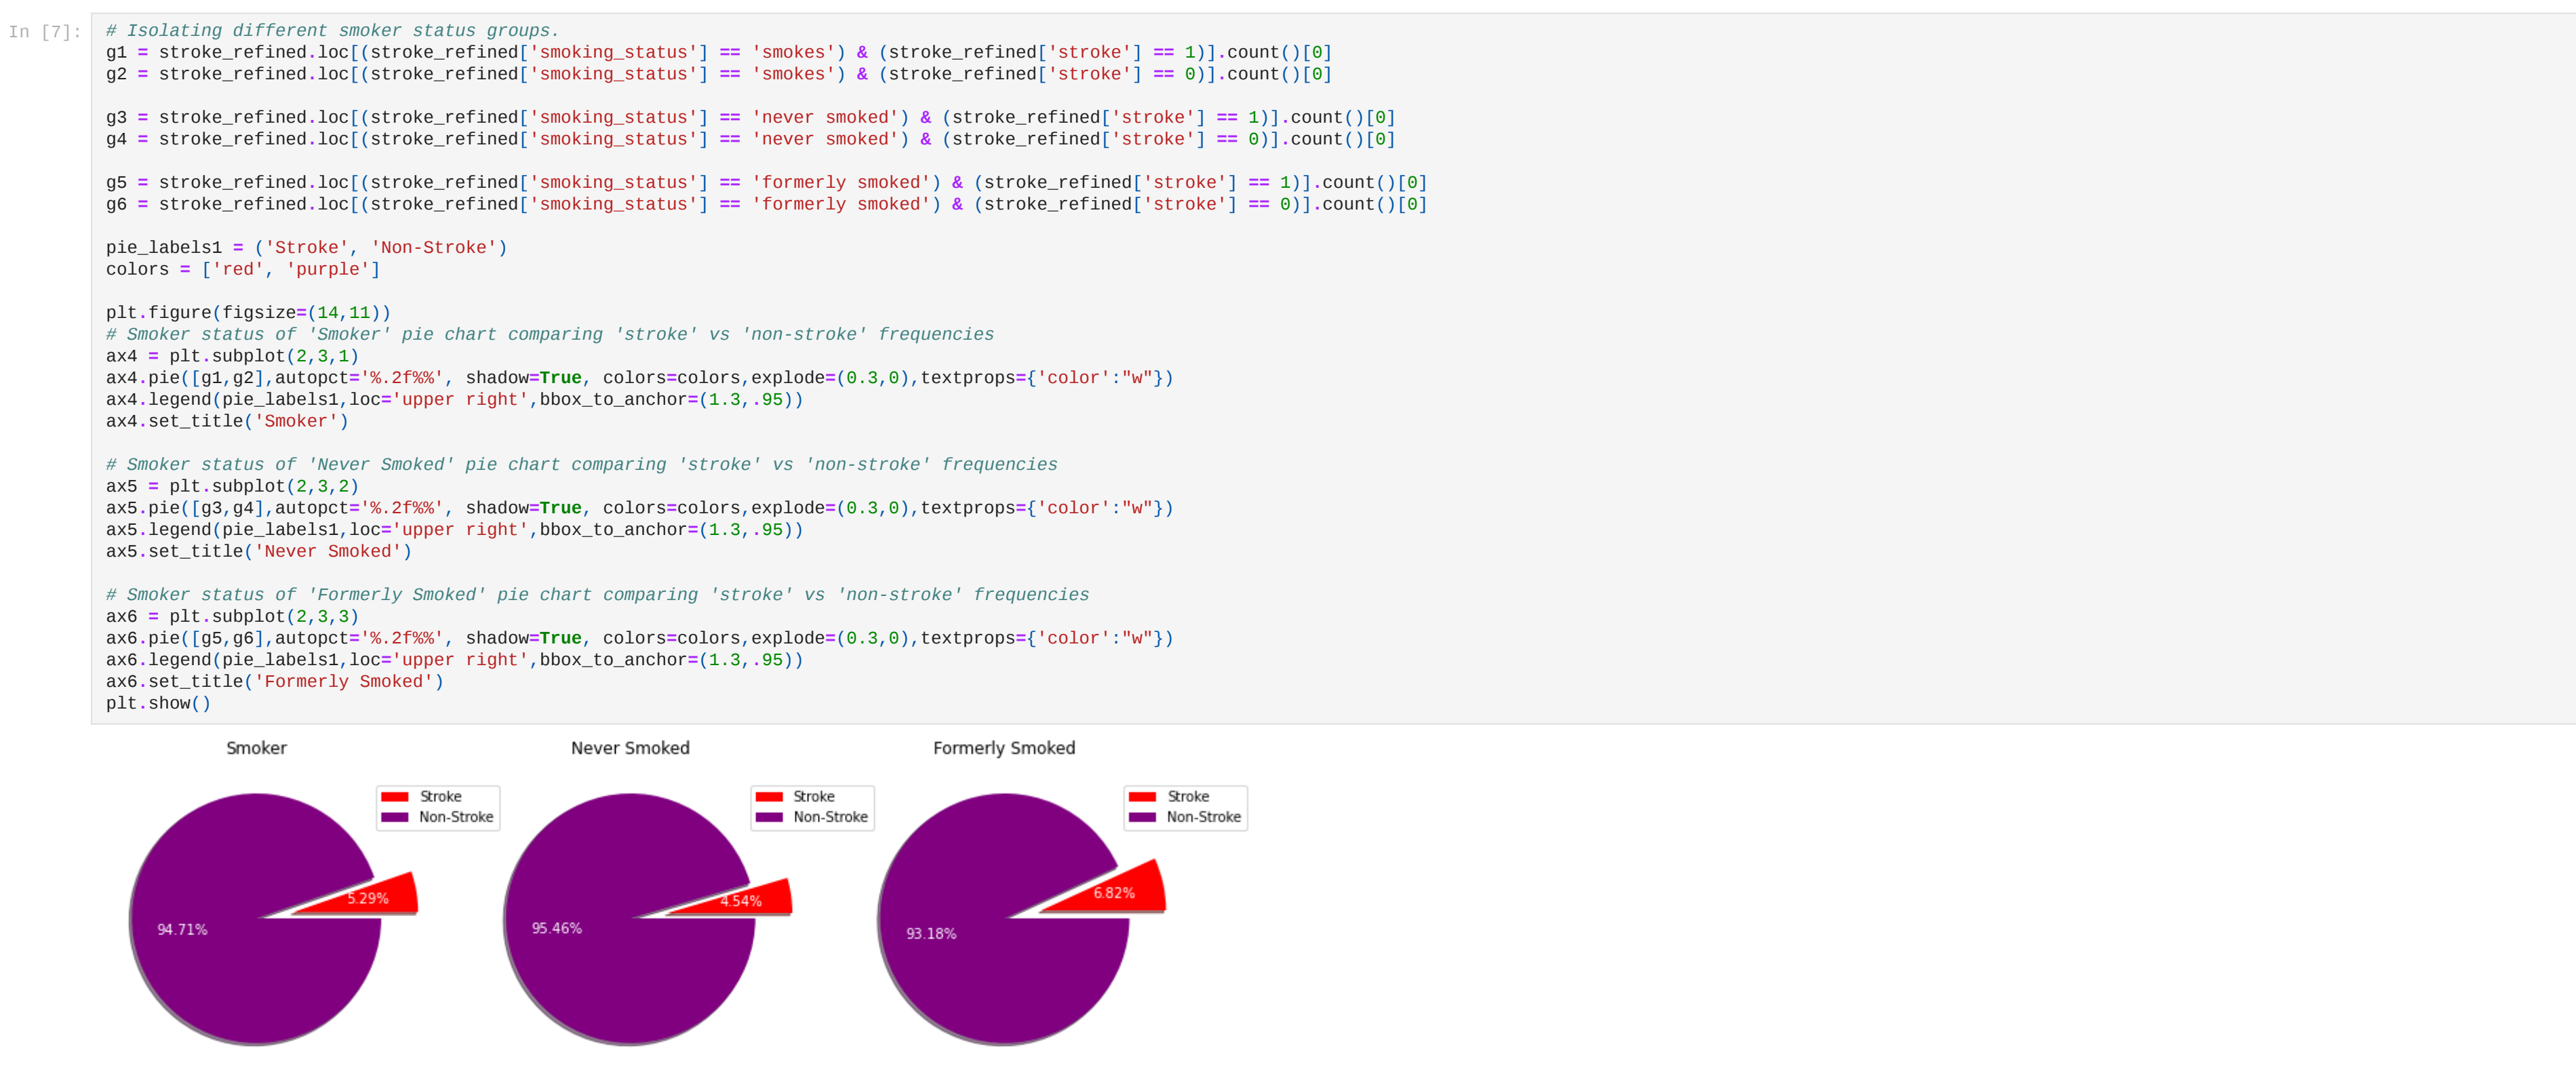 In [7]:
# Isolating different smoker status groups.
g1 = stroke_refined.loc[(stroke_refined['smoking_status'] == 'smokes') & (stroke_refined['stroke'] == 1)].count()[0]
g2 = stroke_refined.loc[(stroke_refined['smoking_status'] == 'smokes') & (stroke_refined['stroke'] == 0)].count()[0]
g3 = stroke_refined.loc[(stroke_refined['smoking_status'] == 'never smoked') & (stroke_refined['stroke'] == 1)].count()[0]
g4 = stroke_refined.loc[(stroke_refined['smoking_status'] == 'never smoked') & (stroke_refined['stroke'] == 0)].count()[0]
g5 = stroke_refined.loc[(stroke_refined['smoking_status'] == 'formerly smoked') & (stroke_refined['stroke'] == 1)].count()[0]
g6 = stroke_refined.loc[(stroke_refined['smoking_status'] == 'formerly smoked') & (stroke_refined['stroke'] == 0)].count()[0]
pie_labels1 = ('Stroke', 'Non-Stroke')
colors = ['red', 'purple']
plt.figure(figsize=(14,11))
# Smoker status of 'Smoker' pie chart comparing 'stroke' vs 'non-stroke' frequencies
ax4 = plt.subplot(2,3,1)
ax4.pie([g1,g2],autopct='%.2f%%', shadow=True, colors=colors,explode=(0.3,0),textprops={'color':"w"})
ax4.legend(pie_labels1,loc='upper right',bbox_to_anchor=(1.3,.95))
ax4.set_title('Smoker')
# Smoker status of 'Never Smoked' pie chart comparing 'stroke' vs 'non-stroke' frequencies
ax5 = plt.subplot(2,3,2)
ax5.pie([g3,g4],autopct='%.2f%%', shadow=True, colors=colors,explode=(0.3,0),textprops={'color':"w"})
ax5.legend(pie_labels1,loc='upper right',bbox_to_anchor=(1.3,.95))
ax5.set_title('Never Smoked')
# Smoker status of 'Formerly Smoked' pie chart comparing 'stroke' vs 'non-stroke' frequencies
ax6 = plt.subplot(2,3,3)
ax6.pie([g5,g6],autopct='%.2f%%', shadow=True, colors=colors,explode=(0.3,0),textprops={'color':"w"})
ax6.legend(pie_labels1,loc='upper right',bbox_to_anchor=(1.3,.95))
ax6.set_title('Formerly Smoked')
plt.show()
Smoker
Stroke
Non-Stroke
5.29%
94.71%
Never Smoked
Stroke
Non-Stroke
4.54%
95.46%
Formerly Smoked
Stroke
Non-Stroke
6.82%
93.18%